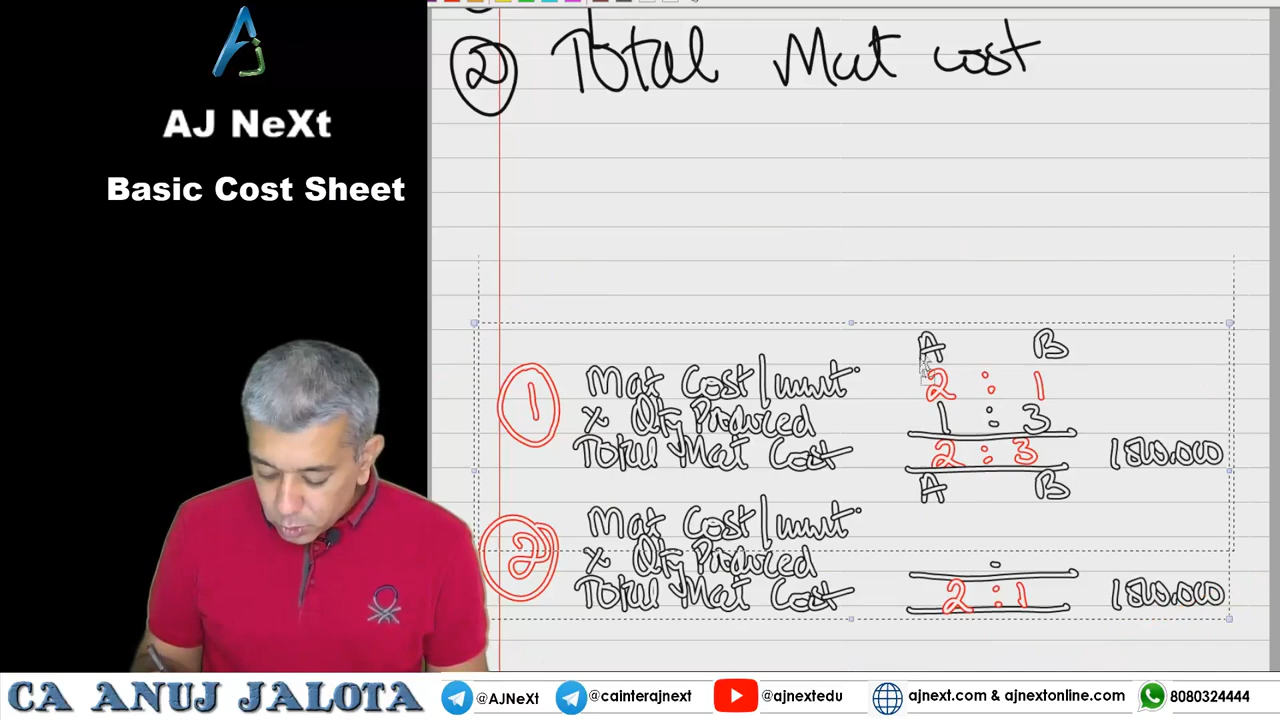 AJ NeXt
Basic Cost Sheet
② Total Mat cost
A B
① Mat Cost/unit 2 : 1
x Qty Produced 1 : 3
Total Mat Cost 2 : 3 180,000
A B
② Mat Cost/unit
x Qty Produced :
Total Mat Cost 2 : 1 180,000
CA ANUJ JALOTA @AJNeXt @cainterajnext @ajnextedu ajnext.com & ajnextonline.com 8080324444